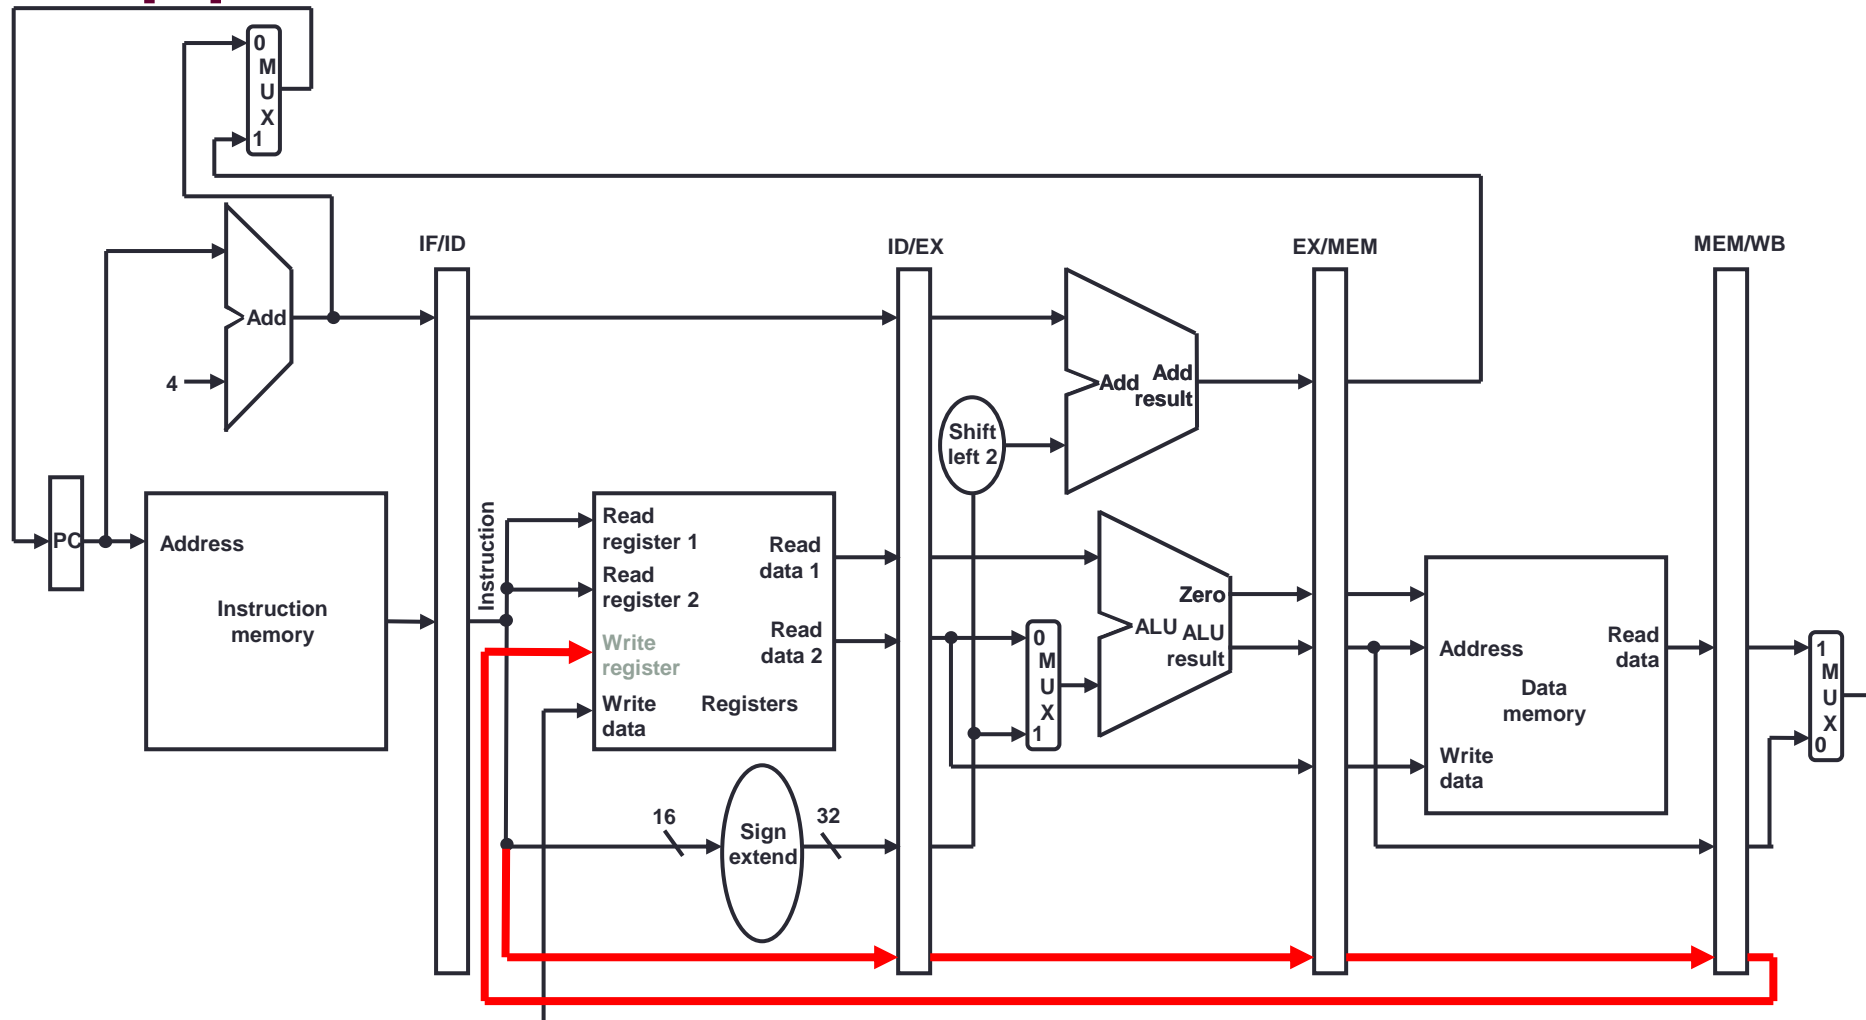 0
M
U
X
1
IF/ID
ID/EX
EX/MEM
MEM/WB
Add
4
Add
Add
result
Shift
left 2
PC
Address
Instruction
memory
Instruction
Read
register 1
Read
register 2
Write
register
Write
data
Read
data 1
Read
data 2
Registers
16
Sign
extend
32
0
M
U
X
1
Zero
ALU
ALU
result
Address
Read
data
Data
memory
Write
data
1
M
U
X
0